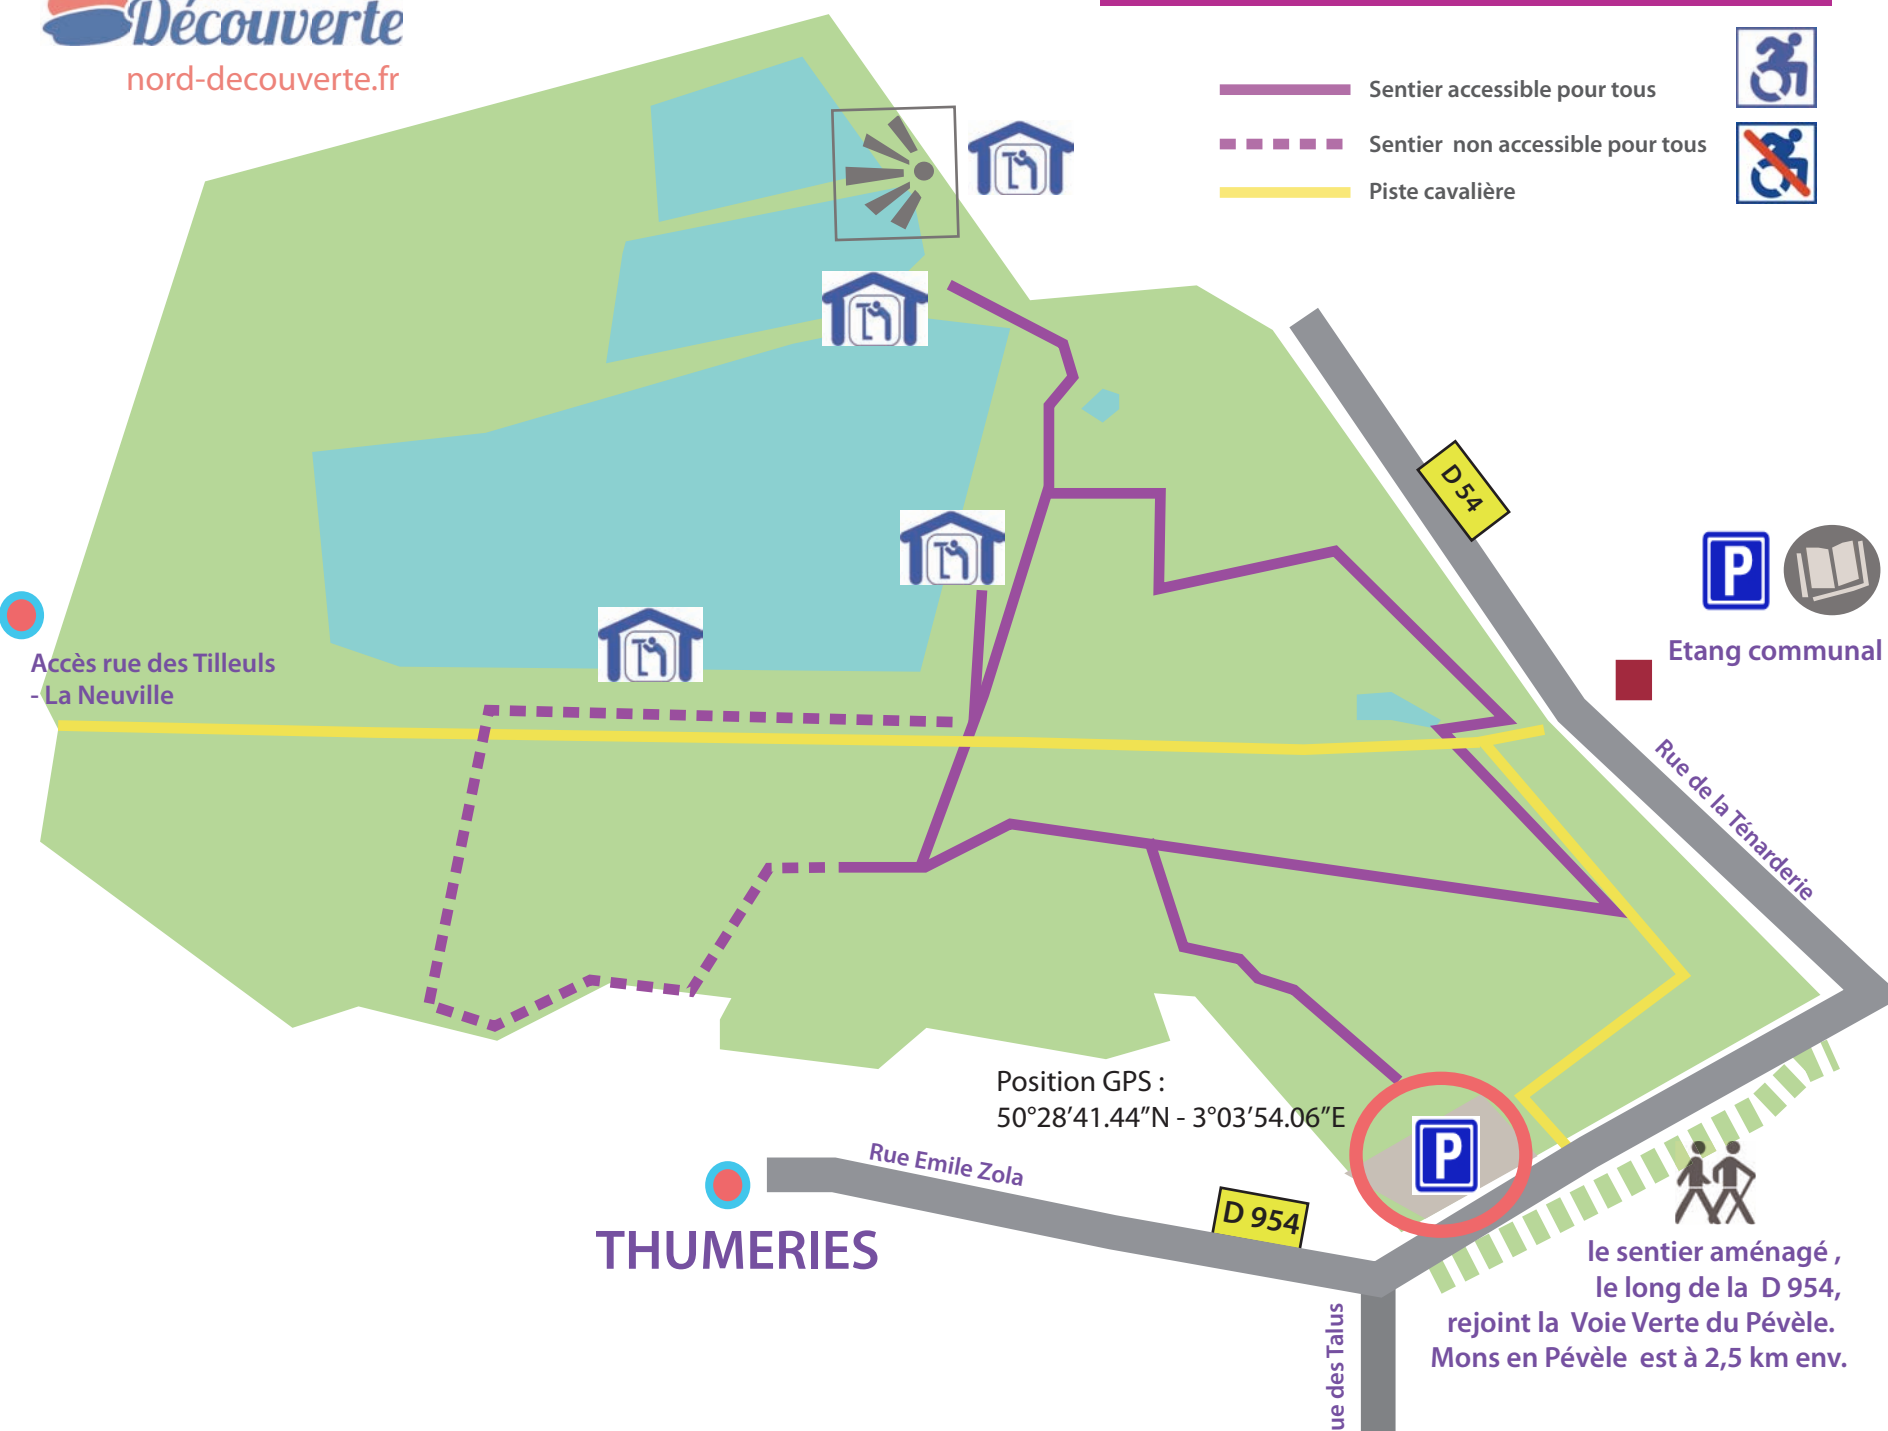 Découverte
nord-decouverte.fr
Sentier accessible pour tous
Sentier non accessible pour tous
Piste cavalière
D 54
P
Etang communal
Accès rue des Tilleuls
- La Neuville
Rue de la Ténarderie
Position GPS :
50°28’41.44’’N - 3°03’54.06’’E
P
Rue Emile Zola
D 954
THUMERIES
le sentier aménagé ,
le long de la D 954,
rejoint la Voie Verte du Pévèle.
Mons en Pévèle est à 2,5 km env.
ue des Talus